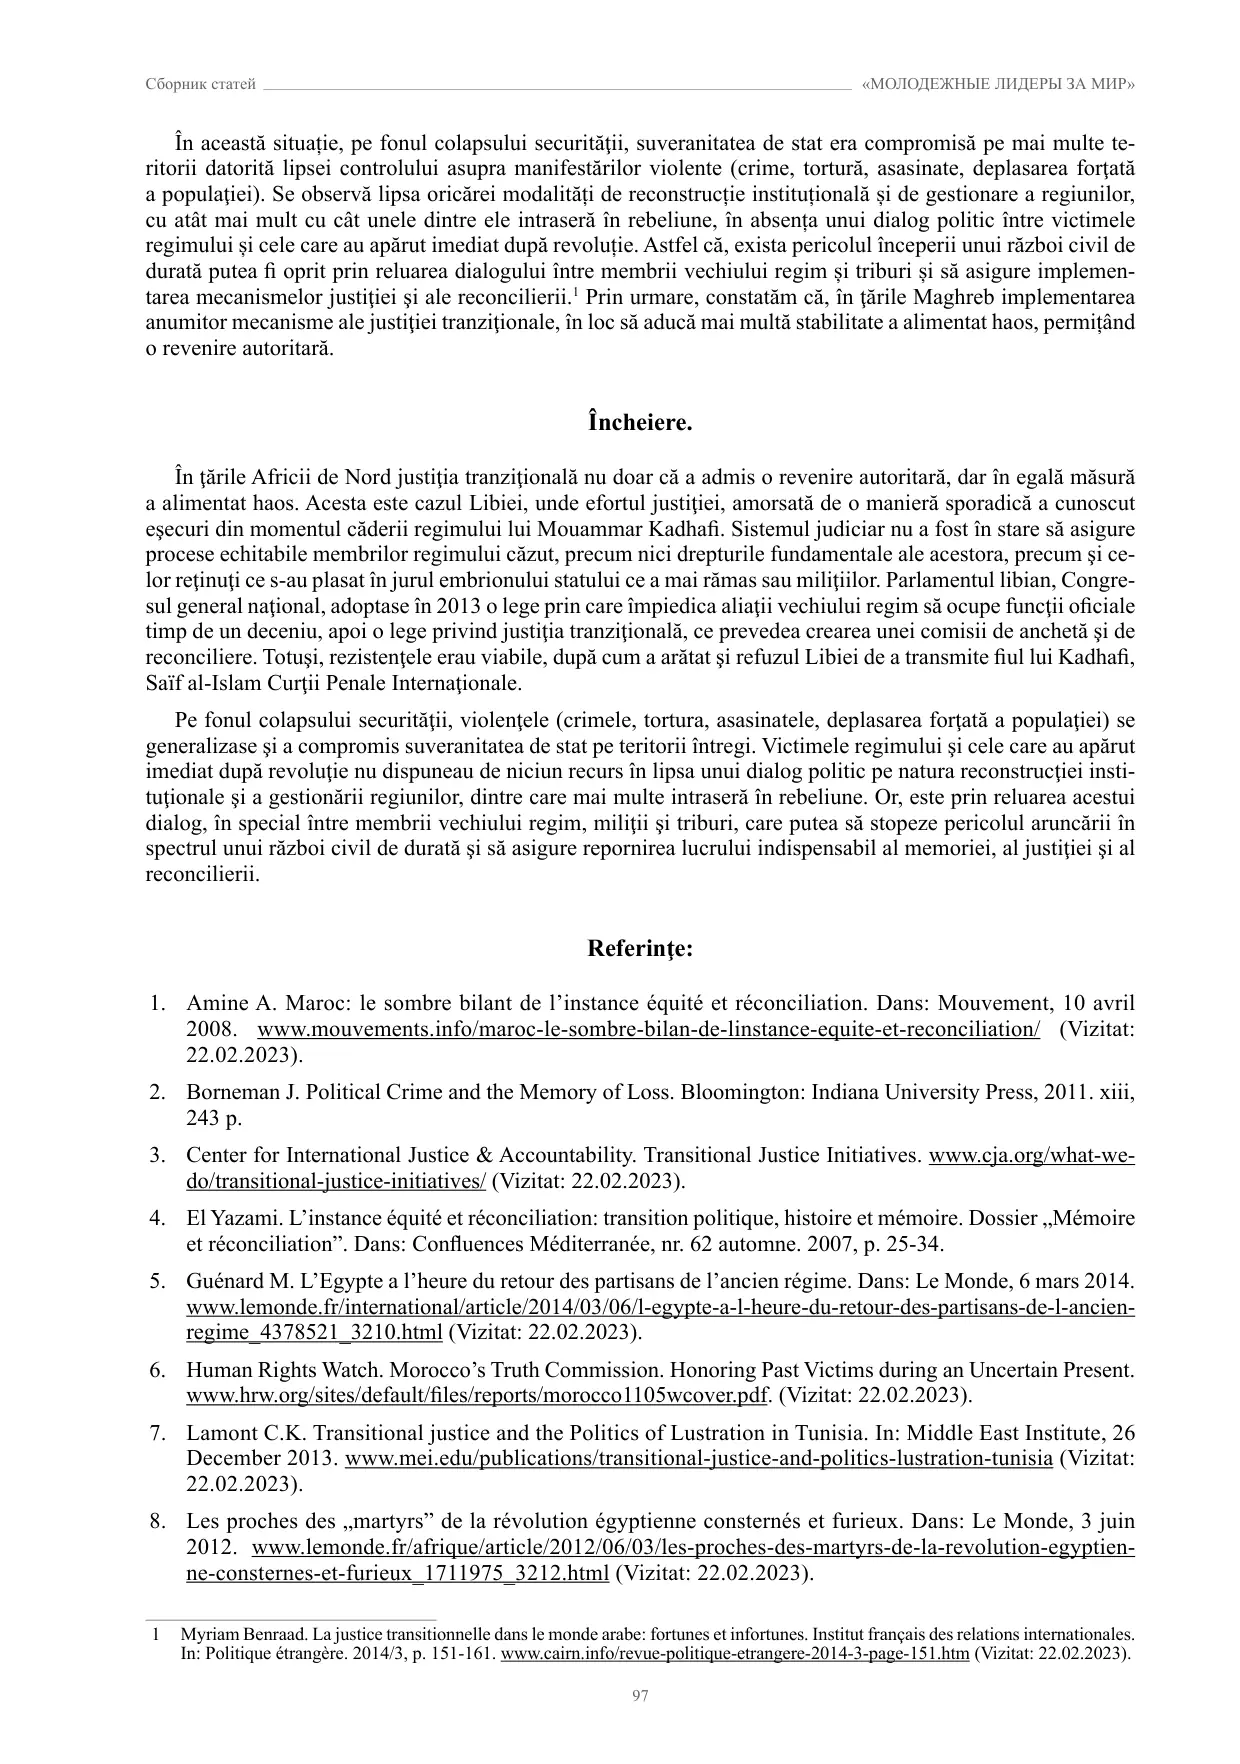 Сборник статей «МОЛОДЕЖНЫЕ ЛИДЕРЫ ЗА МИР»
În această situație, pe fonul colapsului securităţii, suveranitatea de stat era compromisă pe mai multe te-
ritorii datorită lipsei controlului asupra manifestărilor violente (crime, tortură, asasinate, deplasarea forţată
a populaţiei). Se observă lipsa oricărei modalități de reconstrucție instituțională și de gestionare a regiunilor,
cu atât mai mult cu cât unele dintre ele intraseră în rebeliune, în absența unui dialog politic între victimele
regimului și cele care au apărut imediat după revoluție. Astfel că, exista pericolul începerii unui război civil de
durată putea fi oprit prin reluarea dialogului între membrii vechiului regim și triburi și să asigure implemen-
tarea mecanismelor justiţiei şi ale reconcilierii.1 Prin urmare, constatăm că, în ţările Maghreb implementarea
anumitor mecanisme ale justiţiei tranziţionale, în loc să aducă mai multă stabilitate a alimentat haos, permițând
o revenire autoritară.
Încheiere.
În ţările Africii de Nord justiţia tranziţională nu doar că a admis o revenire autoritară, dar în egală măsură
a alimentat haos. Acesta este cazul Libiei, unde efortul justiţiei, amorsată de o manieră sporadică a cunoscut
eşecuri din momentul căderii regimului lui Mouammar Kadhafi. Sistemul judiciar nu a fost în stare să asigure
procese echitabile membrilor regimului căzut, precum nici drepturile fundamentale ale acestora, precum şi ce-
lor reţinuţi ce s-au plasat în jurul embrionului statului ce a mai rămas sau miliţiilor. Parlamentul libian, Congre-
sul general naţional, adoptase în 2013 o lege prin care împiedica aliaţii vechiului regim să ocupe funcţii oficiale
timp de un deceniu, apoi o lege privind justiţia tranziţională, ce prevedea crearea unei comisii de anchetă şi de
reconciliere. Totuşi, rezistenţele erau viabile, după cum a arătat şi refuzul Libiei de a transmite fiul lui Kadhafi,
Saïf al-Islam Curţii Penale Internaţionale.
Pe fonul colapsului securităţii, violenţele (crimele, tortura, asasinatele, deplasarea forţată a populaţiei) se
generalizase şi a compromis suveranitatea de stat pe teritorii întregi. Victimele regimului şi cele care au apărut
imediat după revoluţie nu dispuneau de niciun recurs în lipsa unui dialog politic pe natura reconstrucţiei insti-
tuţionale şi a gestionării regiunilor, dintre care mai multe intraseră în rebeliune. Or, este prin reluarea acestui
dialog, în special între membrii vechiului regim, miliţii şi triburi, care putea să stopeze pericolul aruncării în
spectrul unui război civil de durată şi să asigure repornirea lucrului indispensabil al memoriei, al justiţiei şi al
reconcilierii.
Referinţe:
1. Amine A. Maroc: le sombre bilant de l’instance équité et réconciliation. Dans: Mouvement, 10 avril
2008. www.mouvements.info/maroc-le-sombre-bilan-de-linstance-equite-et-reconciliation/ (Vizitat:
22.02.2023).
2. Borneman J. Political Crime and the Memory of Loss. Bloomington: Indiana University Press, 2011. xiii,
243 p.
3. Center for International Justice & Accountability. Transitional Justice Initiatives. www.cja.org/what-we-
do/transitional-justice-initiatives/ (Vizitat: 22.02.2023).
4. El Yazami. L’instance équité et réconciliation: transition politique, histoire et mémoire. Dossier „Mémoire
et réconciliation”. Dans: Confluences Méditerranée, nr. 62 automne. 2007, p. 25-34.
5. Guénard M. L’Egypte a l’heure du retour des partisans de l’ancien régime. Dans: Le Monde, 6 mars 2014.
www.lemonde.fr/international/article/2014/03/06/l-egypte-a-l-heure-du-retour-des-partisans-de-l-ancien-
regime_4378521_3210.html (Vizitat: 22.02.2023).
6. Human Rights Watch. Morocco’s Truth Commission. Honoring Past Victims during an Uncertain Present.
www.hrw.org/sites/default/files/reports/morocco1105wcover.pdf. (Vizitat: 22.02.2023).
7. Lamont C.K. Transitional justice and the Politics of Lustration in Tunisia. In: Middle East Institute, 26
December 2013. www.mei.edu/publications/transitional-justice-and-politics-lustration-tunisia (Vizitat:
22.02.2023).
8. Les proches des „martyrs” de la révolution égyptienne consternés et furieux. Dans: Le Monde, 3 juin
2012. www.lemonde.fr/afrique/article/2012/06/03/les-proches-des-martyrs-de-la-revolution-egyptien-
ne-consternes-et-furieux_1711975_3212.html (Vizitat: 22.02.2023).
1 Myriam Benraad. La justice transitionnelle dans le monde arabe: fortunes et infortunes. Institut français des relations internationales.
In: Politique étrangère. 2014/3, p. 151-161. www.cairn.info/revue-politique-etrangere-2014-3-page-151.htm (Vizitat: 22.02.2023).
97